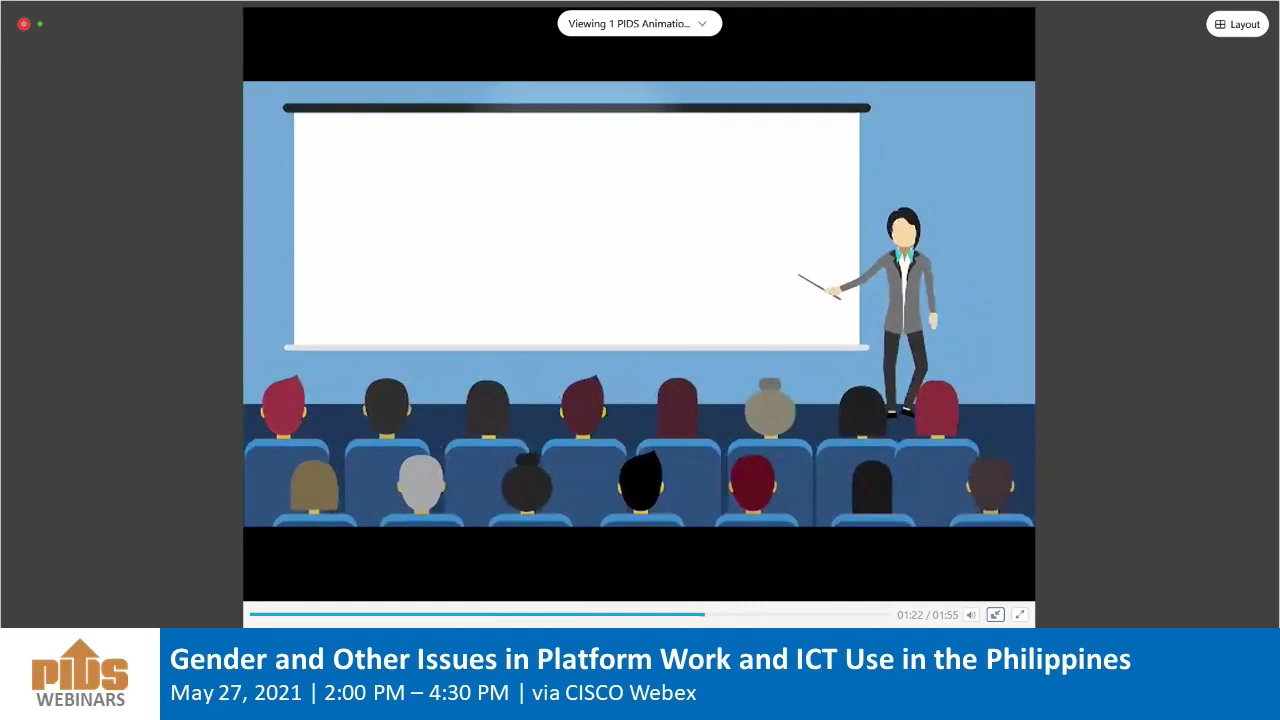 Viewing 1 PIDS Animatio...
Layout
01:22 / 01:55
PIDS
WEBINARS
Gender and Other Issues in Platform Work and ICT Use in the Philippines
May 27, 2021 | 2:00 PM – 4:30 PM | via CISCO Webex